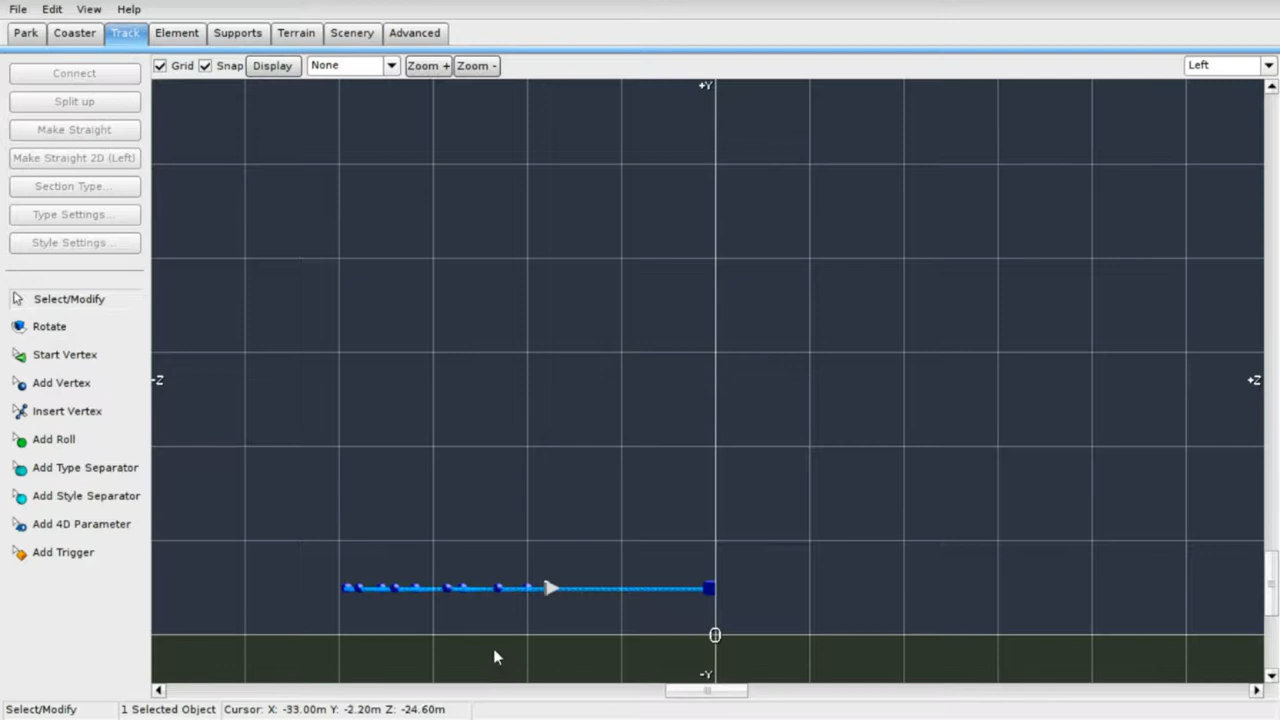 File Edit View Help
Park Coaster Track Element Supports Terrain Scenery Advanced
Grid Snap Display None Zoom + Zoom - Left
Connect
Split up
Make Straight
Make Straight 2D (Left)
Section Type...
Type Settings...
Style Settings...
Select/Modify
Rotate
Start Vertex
Add Vertex
Insert Vertex
Add Roll
Add Type Separator
Add Style Separator
Add 4D Parameter
Add Trigger
+Y
-Z +Z
0
-Y
Select/Modify 1 Selected Object Cursor: X: -33.00m Y: -2.20m Z: -24.60m